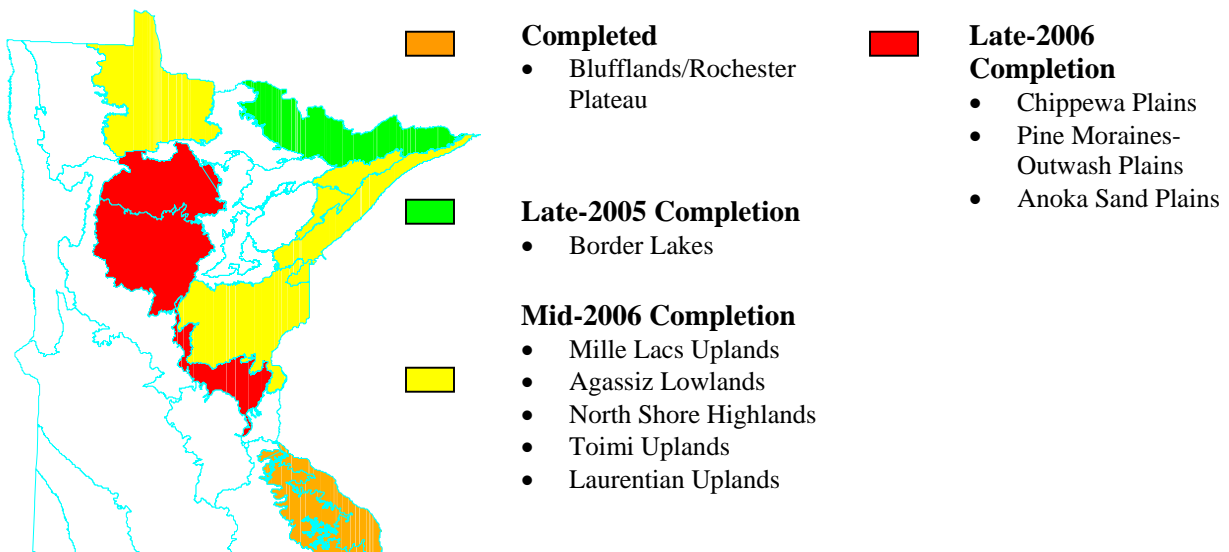 Completed
• Blufflands/Rochester
Plateau
Late-2005 Completion
• Border Lakes
Mid-2006 Completion
• Mille Lacs Uplands
• Agassiz Lowlands
• North Shore Highlands
• Toimi Uplands
• Laurentian Uplands
Late-2006
Completion
• Chippewa Plains
• Pine Moraines-
Outwash Plains
• Anoka Sand Plains